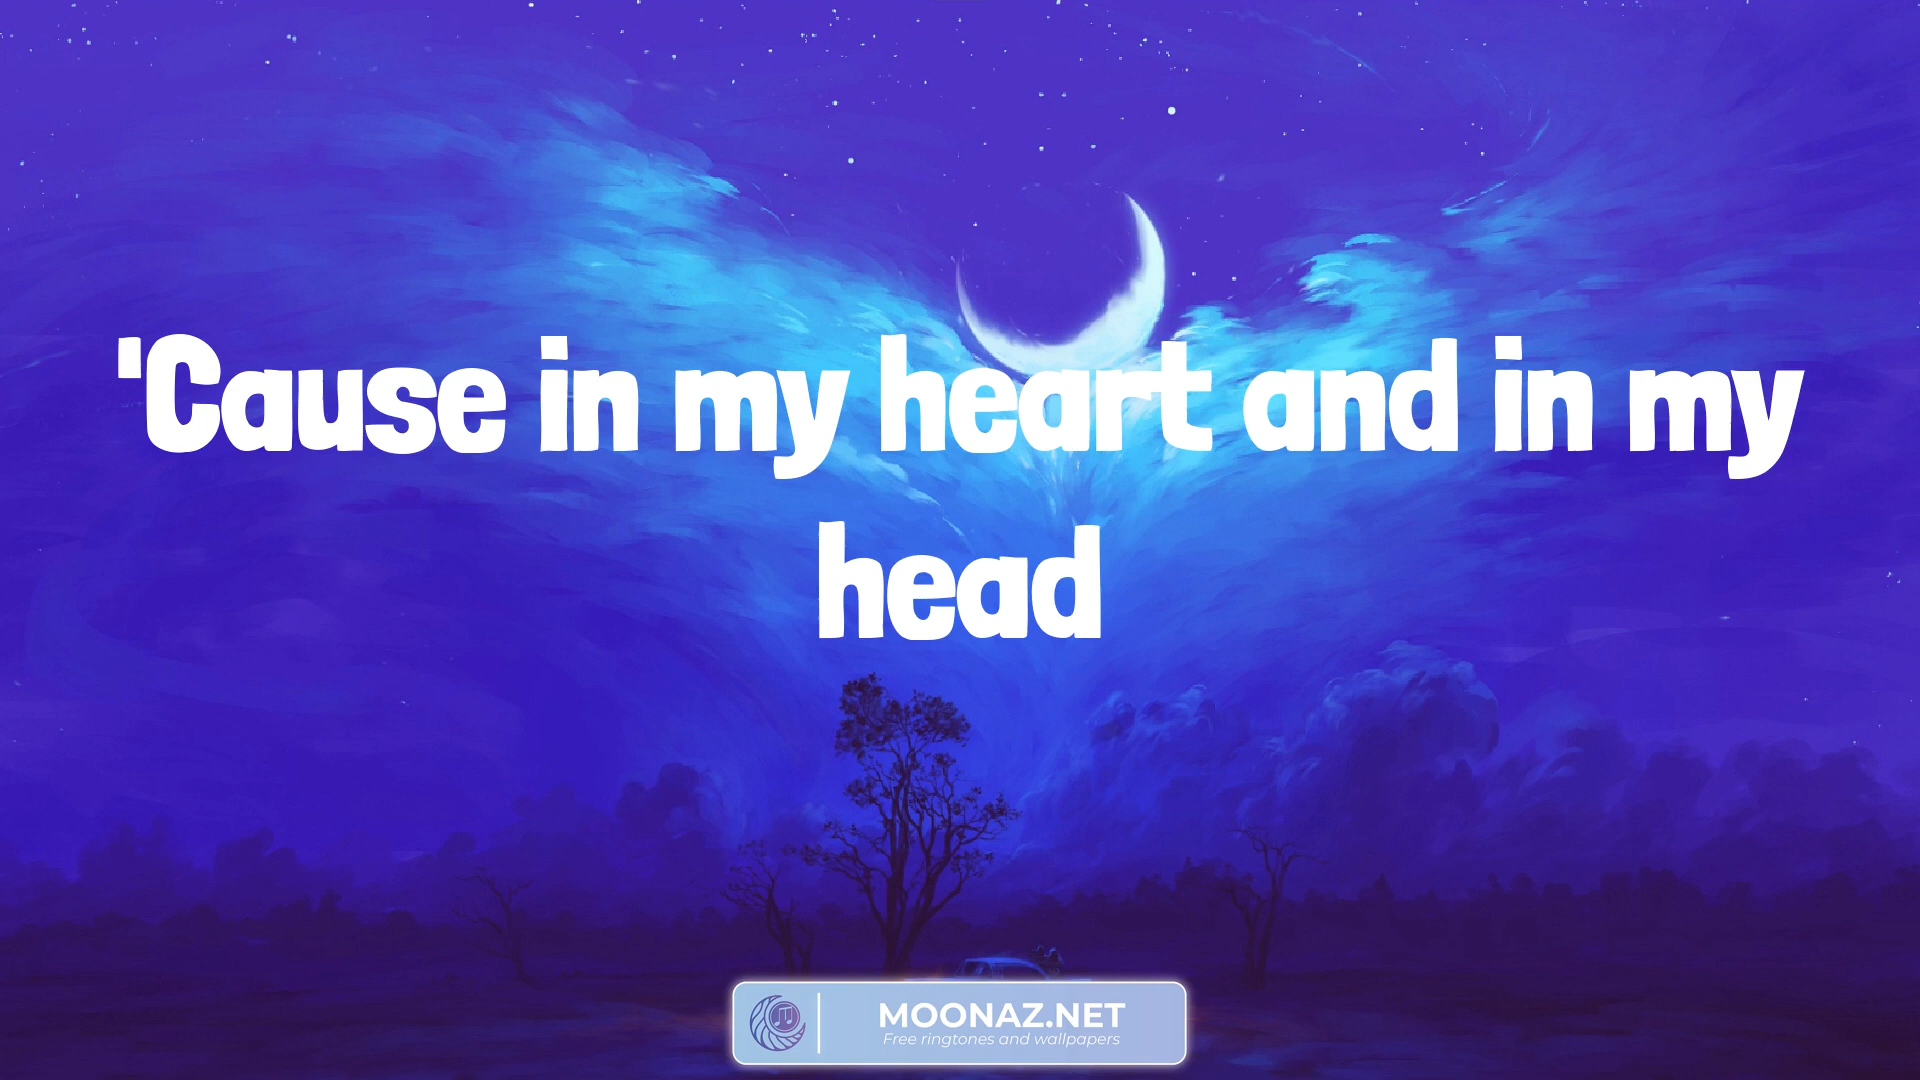 'Cause in my heart and in my
head
MOONAZ.NET
Free ringtones and wallpapers